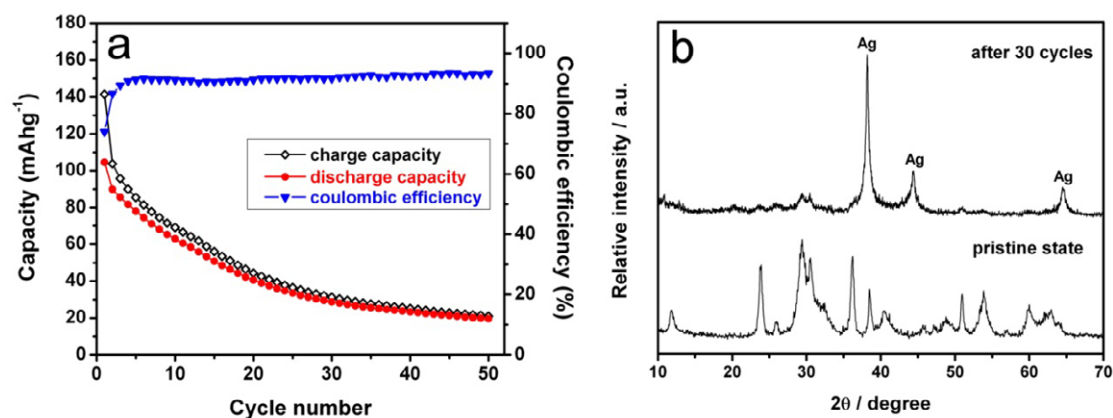 a
Capacity (mAhg⁻¹)
180
160
140
120
100
80
60
40
20
0
charge capacity
discharge capacity
coulombic efficiency
100
80
60
40
20
0
Coulombic efficiency (%)
0 10 20 30 40 50
Cycle number
b
Relative intensity / a.u.
Ag
after 30 cycles
Ag
Ag
pristine state
10 20 30 40 50 60 70
2θ / degree